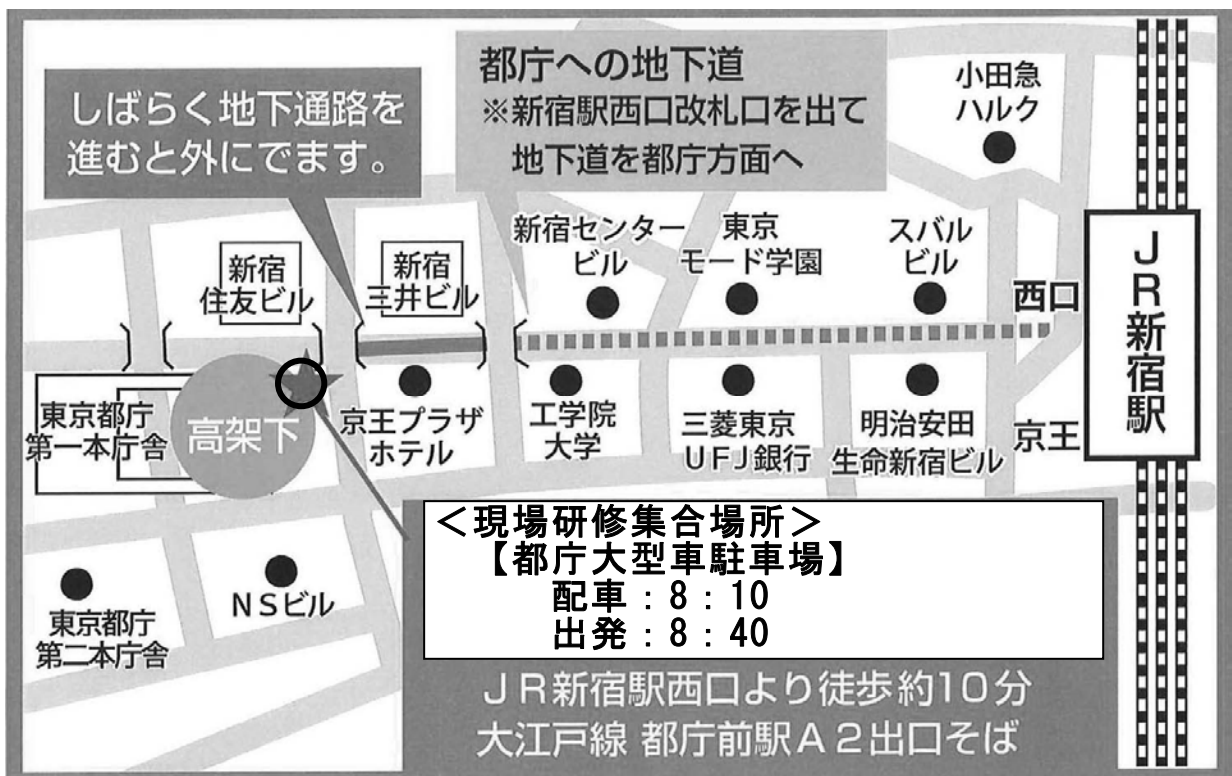 しばらく地下通路を
進むと外にでます。
都庁への地下道
※新宿駅西口改札口を出て
地下道を都庁方面へ
小田急
ハルク
新宿
住友ビル
新宿
三井ビル
新宿センター
ビル
東京
モード学園
スバル
ビル
西口
JR新宿駅
東京都庁
第一本庁舎
高架下
京王プラザ
ホテル
工学院
大学
三菱東京
UFJ銀行
明治安田
生命新宿ビル
京王
東京都庁
第二本庁舎
NSビル
<現場研修集合場所>
【都庁大型車駐車場】
配車:8:10
出発:8:40
JR新宿駅西口より徒歩約10分
大江戸線 都庁前駅A2出口そば